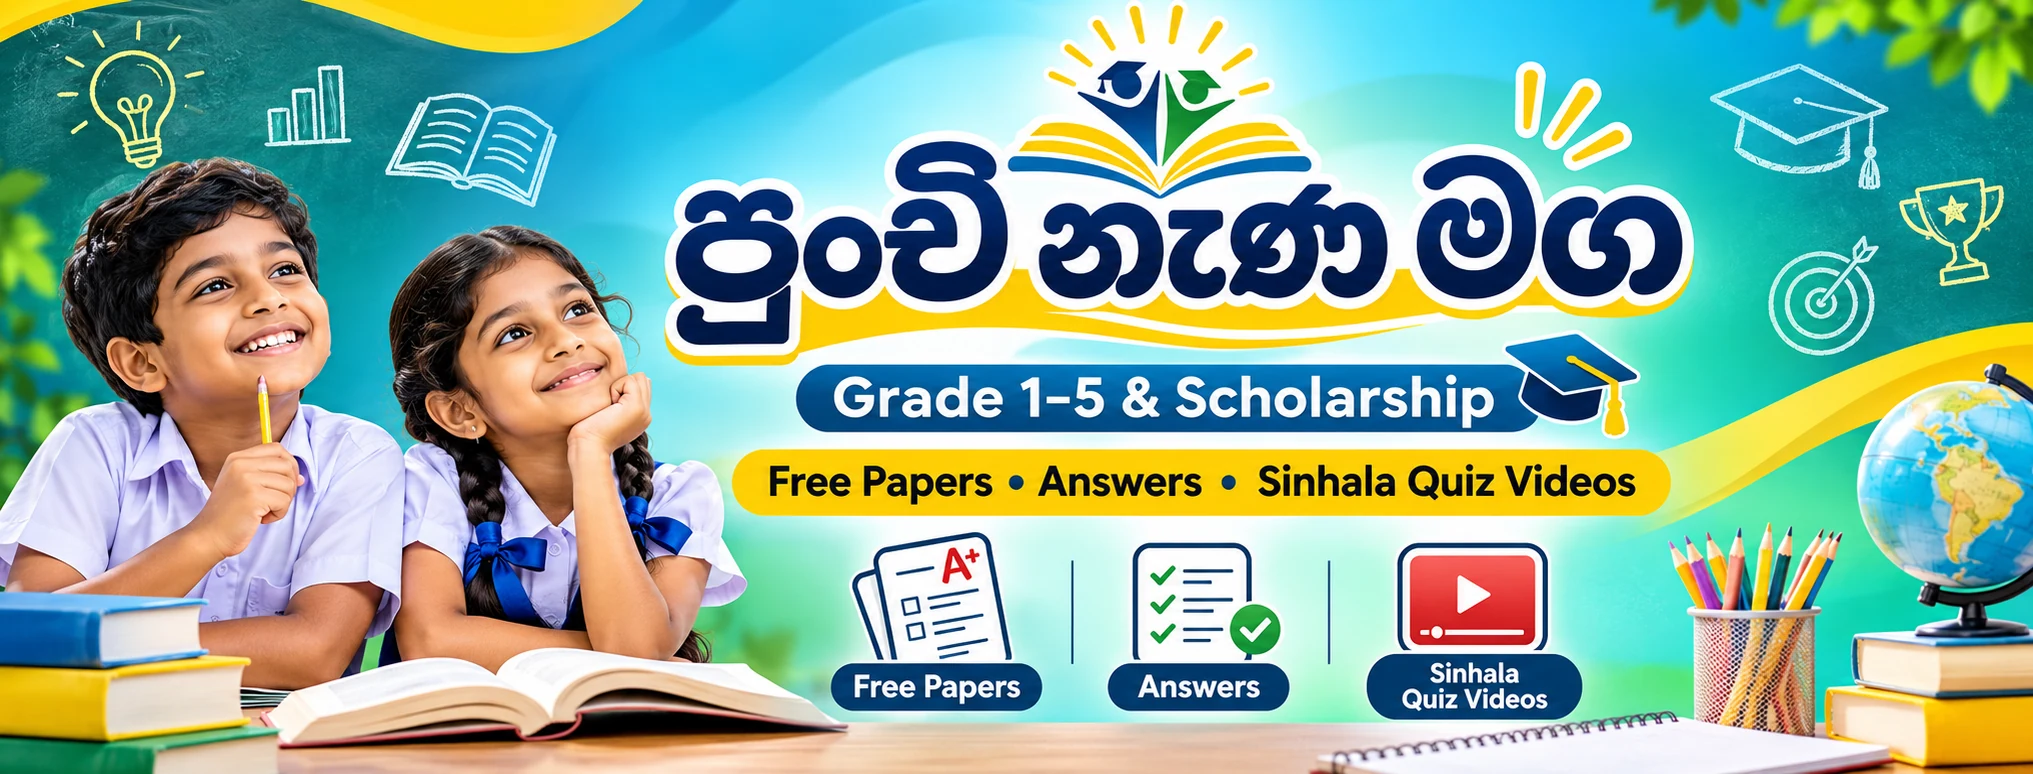 පුංචි නැණ මග
Grade 1-5 & Scholarship
Free Papers • Answers • Sinhala Quiz Videos
A+
Free Papers
Answers
Sinhala
Quiz Videos